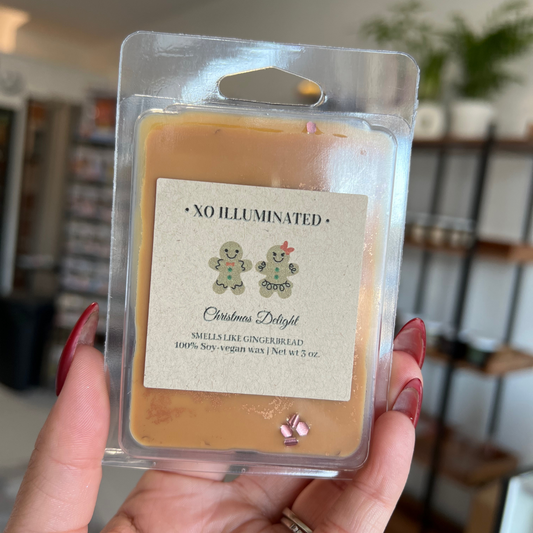 • XO ILLUMINATED •
Christmas Delight
SMELLS LIKE GINGERBREAD
100% Soy-vegan wax | Net wt 3 oz.